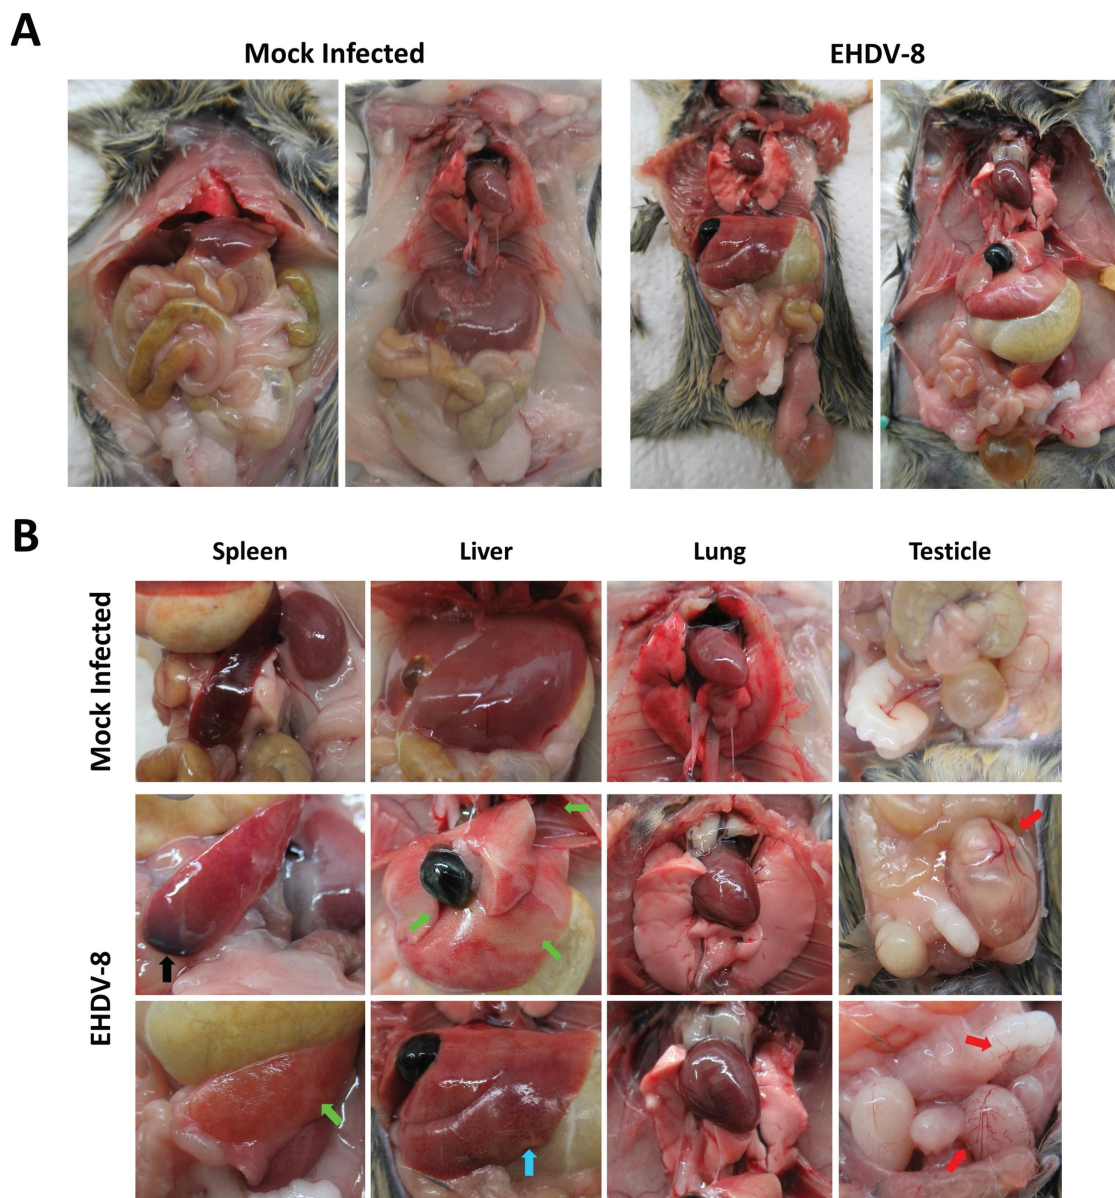 A
Mock Infected
EHDV-8
B
Spleen
Liver
Lung
Testicle
Mock Infected
EHDV-8